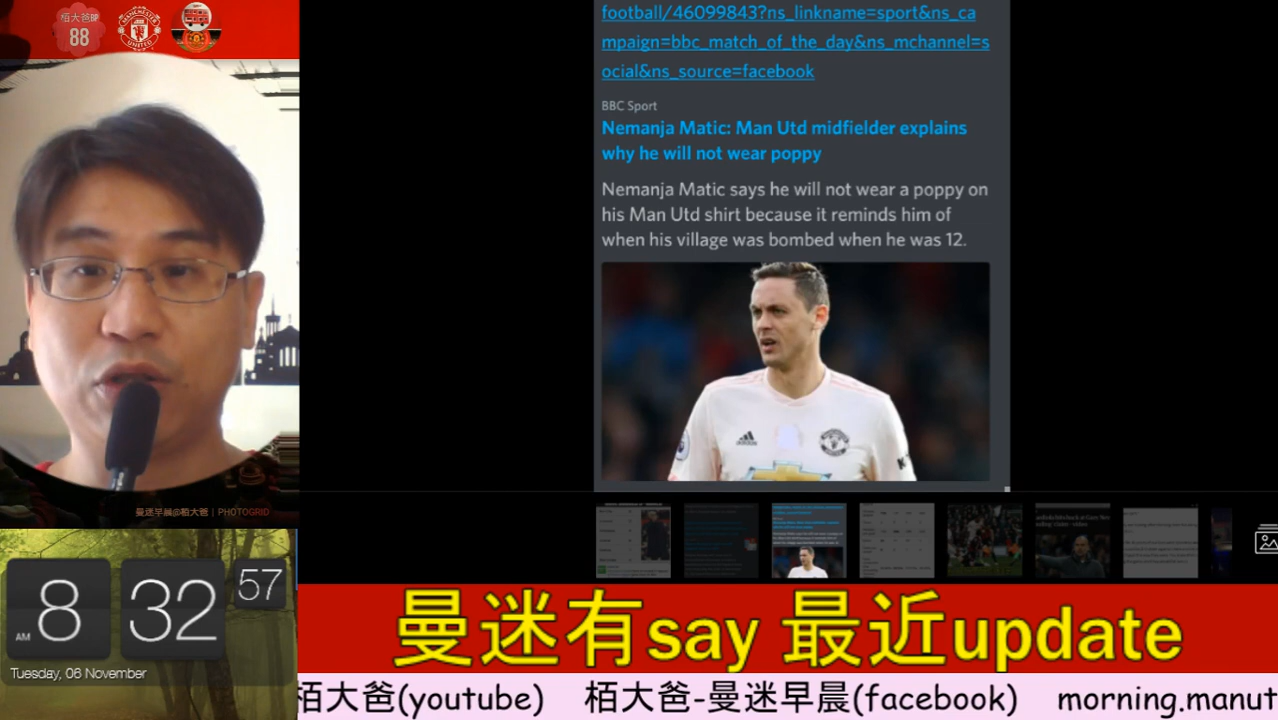 栢大爸
88
MANCHESTER
UNITED
football/46099843?ns_linkname=sport&ns_ca
mpaign=bbc_match_of_the_day&ns_mchannel=s
ocial&ns_source=facebook
BBC Sport
Nemanja Matic: Man Utd midfielder explains
why he will not wear poppy
Nemanja Matic says he will not wear a poppy on
his Man Utd shirt because it reminds him of
when his village was bombed when he was 12.
adidas
曼迷早晨@栢大爸 | PHOTOGRID
AM 8 32 57
Tuesday, 06 November
曼迷有say 最近update
栢大爸(youtube) 栢大爸-曼迷早晨(facebook) morning.manut